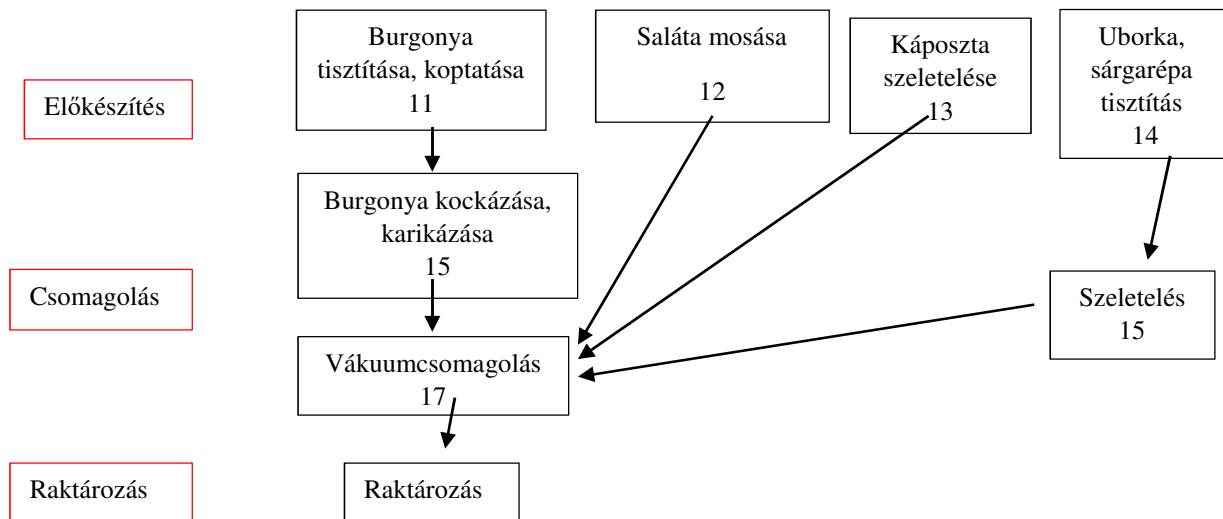 Burgonya
tisztítása, koptatása
11
Saláta mosása
12
Káposzta
szeletelése
13
Uborka,
sárgarépa
tisztítás
14
Előkészítés
Burgonya kockázása,
karikázása
15
Csomagolás
Szeletelés
15
Vákuumcsomagolás
17
Raktározás
Raktározás